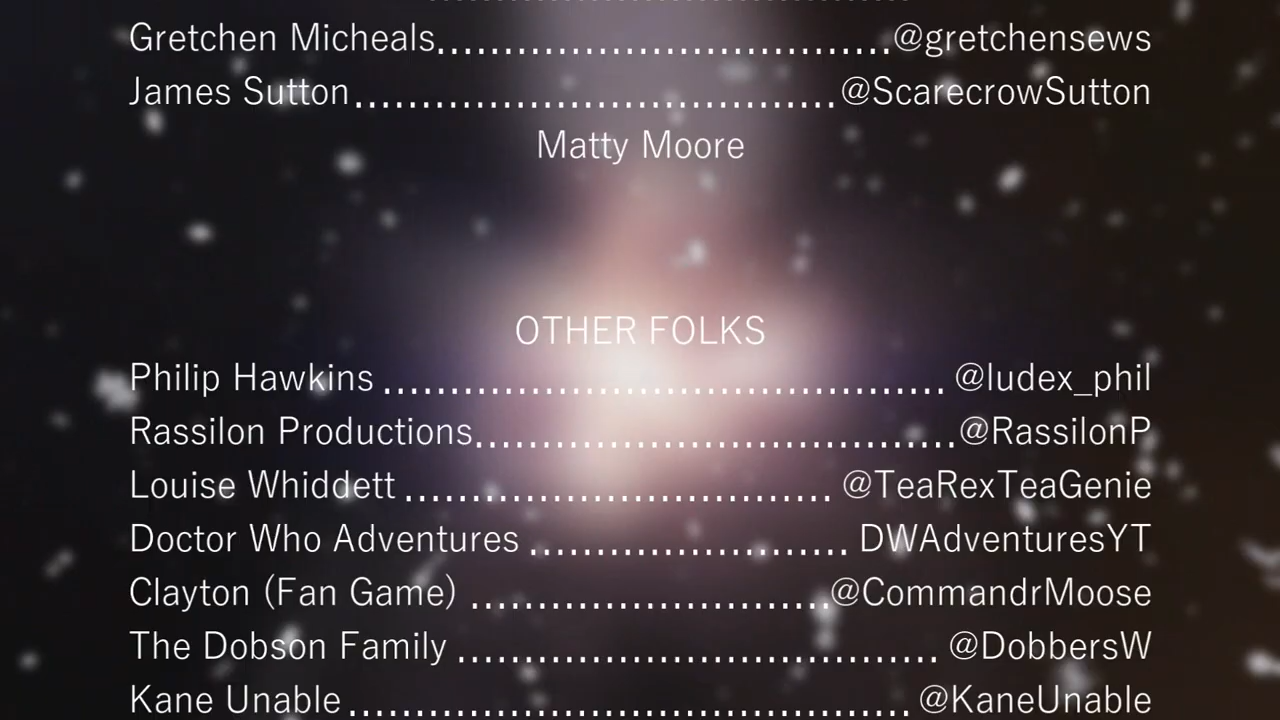 Gretchen Micheals..................................@gretchensews
James Sutton....................................@ScarecrowSutton
Matty Moore
OTHER FOLKS
Philip Hawkins ..........................................@ludex_phil
Rassilon Productions....................................@RassilonP
Louise Whiddett ................................ @TeaRexTeaGenie
Doctor Who Adventures ........................ DWAdventuresYT
Clayton (Fan Game) ...........................@CommandrMoose
The Dobson Family .................................... @DobbersW
Kane Unable..........................................@KaneUnable